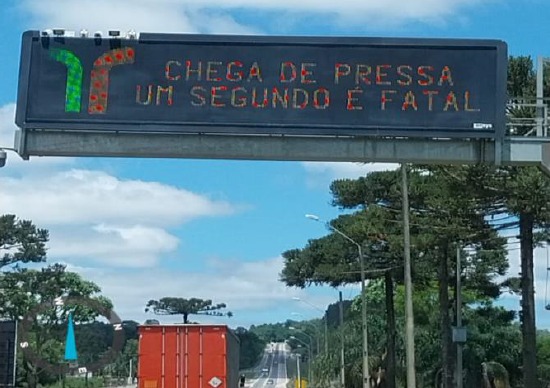 CHEGA DE PRESSA
UM SEGUNDO É FATAL